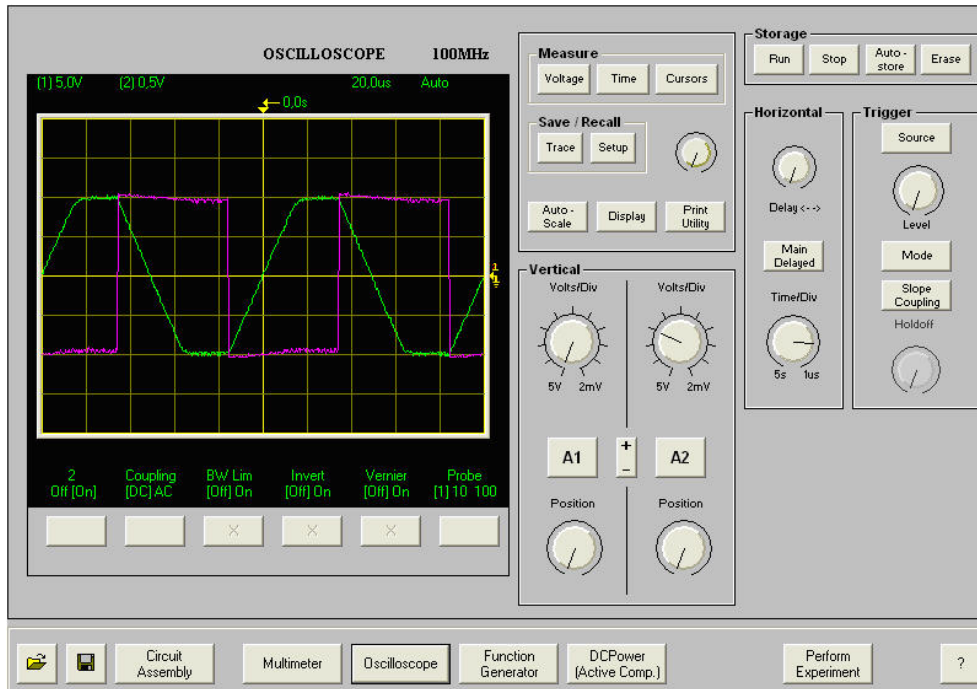 OSCILLOSCOPE 100MHz
(1) 5,0V (2) 0,5V 20,0us Auto
0,0s
1
2 Coupling BW Lim Invert Vernier Probe
Off [On] [DC] AC [Off] On [Off] On [Off] On [1] 10 100
X X X
Measure
Voltage Time Cursors
Save / Recall
Trace Setup
Auto -
Scale
Display
Print
Utility
Vertical
Volts/Div Volts/Div
5V 2mV 5V 2mV
A1 + A2
-
Position Position
Storage
Run Stop
Auto -
store
Erase
Horizontal
Delay <-->
Main
Delayed
Time/Div
5s 1us
Trigger
Source
Level
Mode
Slope
Coupling
Holdoff
Circuit
Assembly
Multimeter
Oscilloscope
Function
Generator
DCPower
(Active Comp.)
Perform
Experiment
?